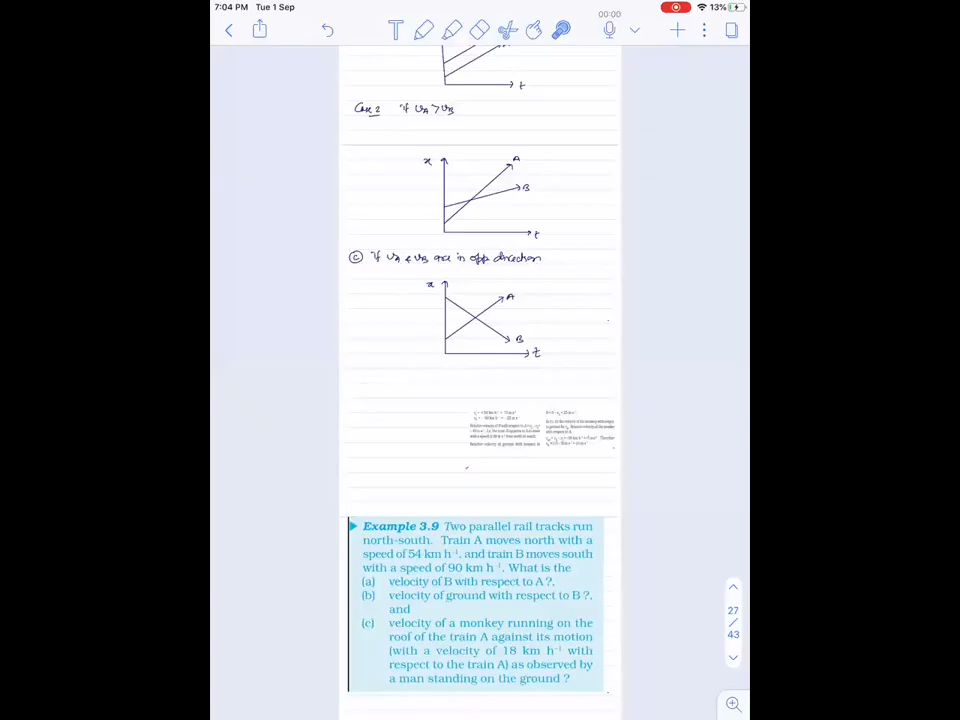 7:04 PM Tue 1 Sep
00:00
13%
T
t
Case 2 if VA > VB
x
A
B
t
C if VA & VB are in opp direction
x
A
B
t
Example 3.9 Two parallel rail tracks run
north-south. Train A moves north with a
speed of 54 km h⁻¹, and train B moves south
with a speed of 90 km h⁻¹. What is the
(a) velocity of B with respect to A ?,
(b) velocity of ground with respect to B ?,
and
(c) velocity of a monkey running on the
roof of the train A against its motion
(with a velocity of 18 km h⁻¹ with
respect to the train A) as observed by
a man standing on the ground ?
27
/
43